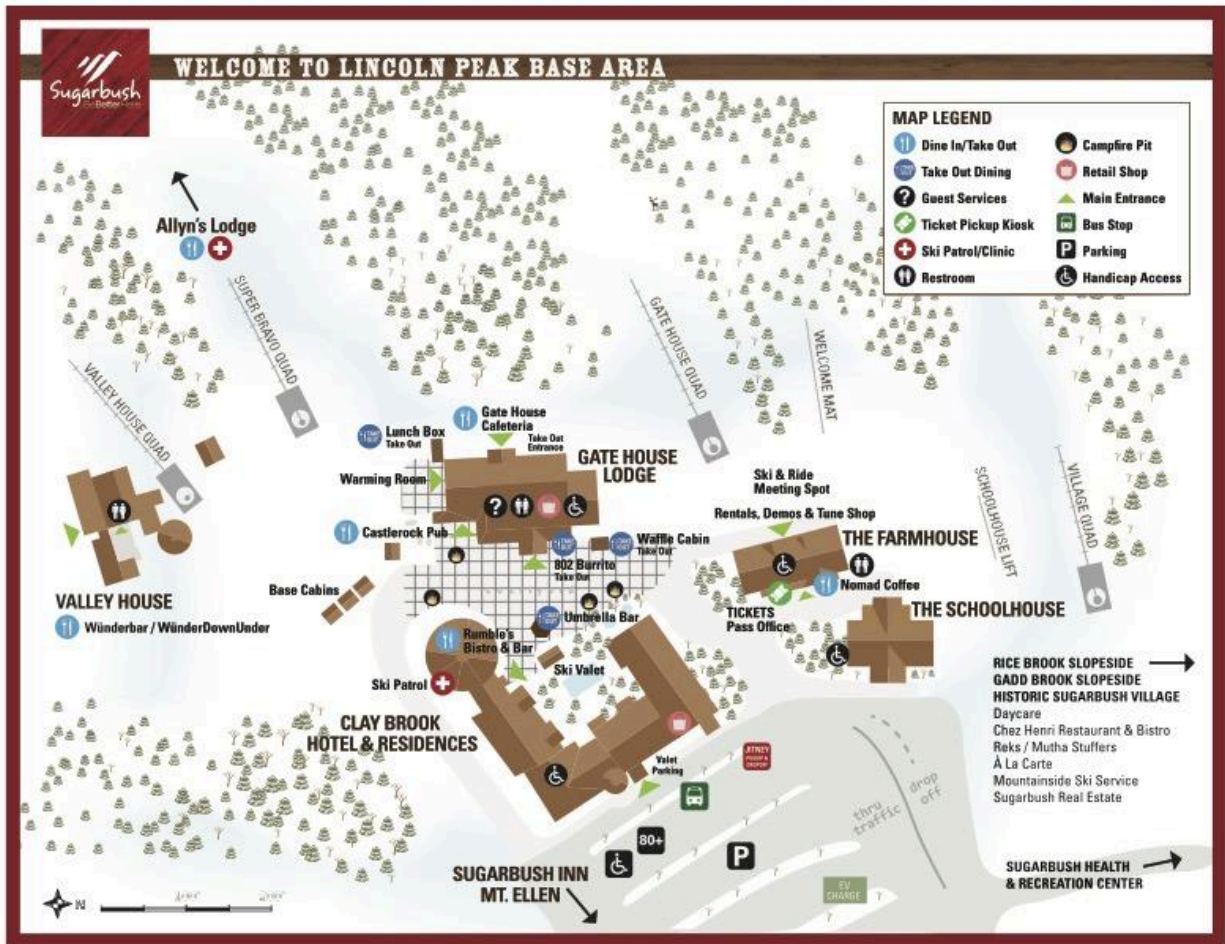 Sugarbush
WELCOME TO LINCOLN PEAK BASE AREA
MAP LEGEND
Dine In/Take Out
Take Out Dining
Guest Services
Ticket Pickup Kiosk
Ski Patrol/Clinic
Restroom
Campfire Pit
Retail Shop
Main Entrance
Bus Stop
Parking
Handicap Access
Allyn's Lodge
SUPER BRAVO QUAD
VALLEY HOUSE QUAD
GATE HOUSE QUAD
WELCOME MAT
SCHOOLHOUSE LIFT
VILLAGE QUAD
Lunch Box
Take Out
Gate House
Cafeteria
Take Out
Entrance
GATE HOUSE
LODGE
Warming Room
Castlerock Pub
802 Burrito
Take Out
Waffle Cabin
Take Out
Base Cabins
Umbrella Bar
Rumble's
Bistro & Bar
Ski Valet
Ski Patrol
CLAY BROOK
HOTEL & RESIDENCES
VALLEY HOUSE
Wünderbar / WünderDownUnder
Ski & Ride
Meeting Spot
Rentals, Demos & Tune Shop
THE FARMHOUSE
Nomad Coffee
TICKETS
Pass Office
THE SCHOOLHOUSE
RICE BROOK SLOPESIDE
GADD BROOK SLOPESIDE
HISTORIC SUGARBUSH VILLAGE
Daycare
Chez Henri Restaurant & Bistro
Reks / Mutha Stuffers
À La Carte
Mountainside Ski Service
Sugarbush Real Estate
Valet
Parking
JITNEY
80+
P
thru
traffic
drop
off
EV
CHARGE
SUGARBUSH INN
MT. ELLEN
SUGARBUSH HEALTH
& RECREATION CENTER
N